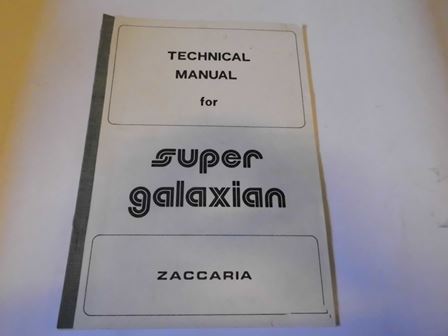 TECHNICAL
MANUAL
for
super
galaxian
ZACCARIA